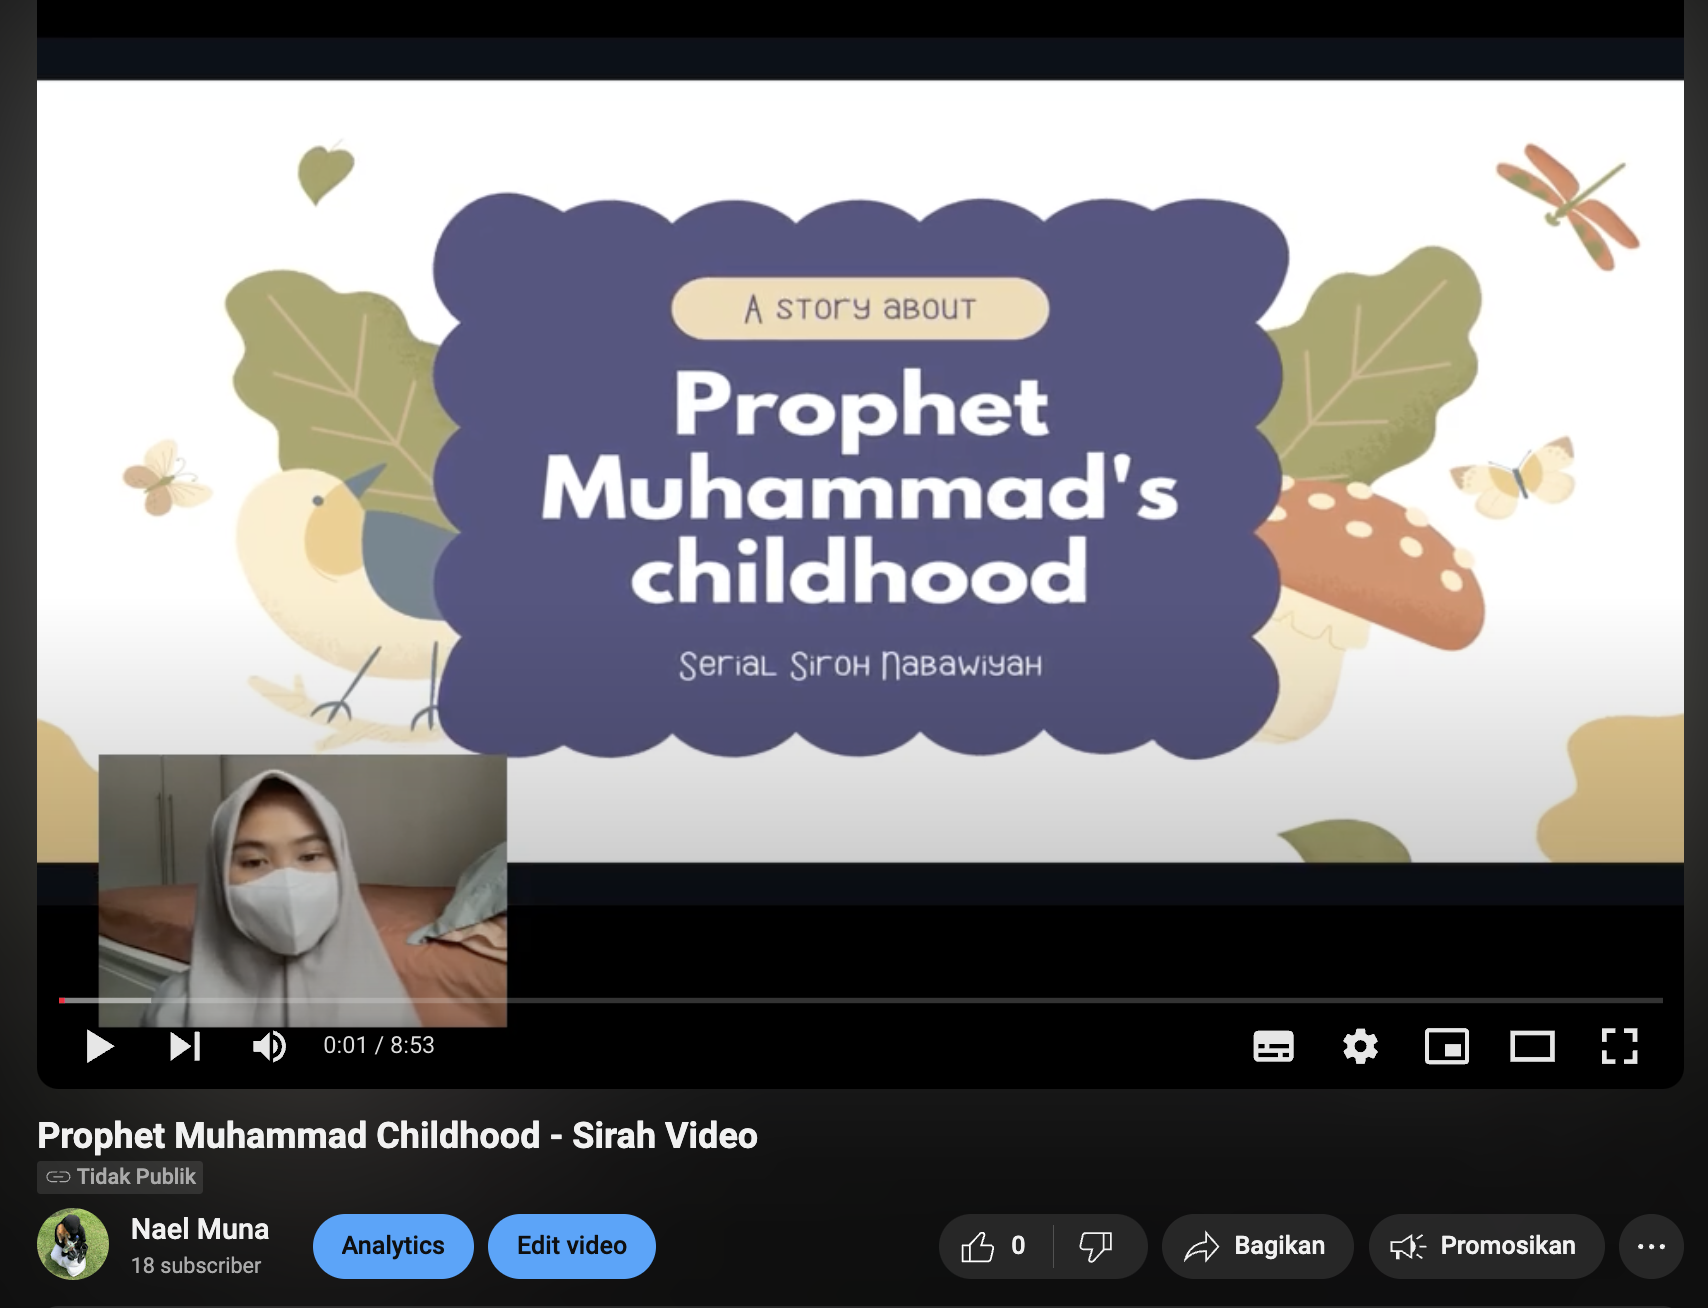 A story about
Prophet
Muhammad's
childhood
Serial Siroh Nabawiyah
0:01 / 8:53
Prophet Muhammad Childhood - Sirah Video
Tidak Publik
Nael Muna
18 subscriber
Analytics
Edit video
0
Bagikan
Promosikan